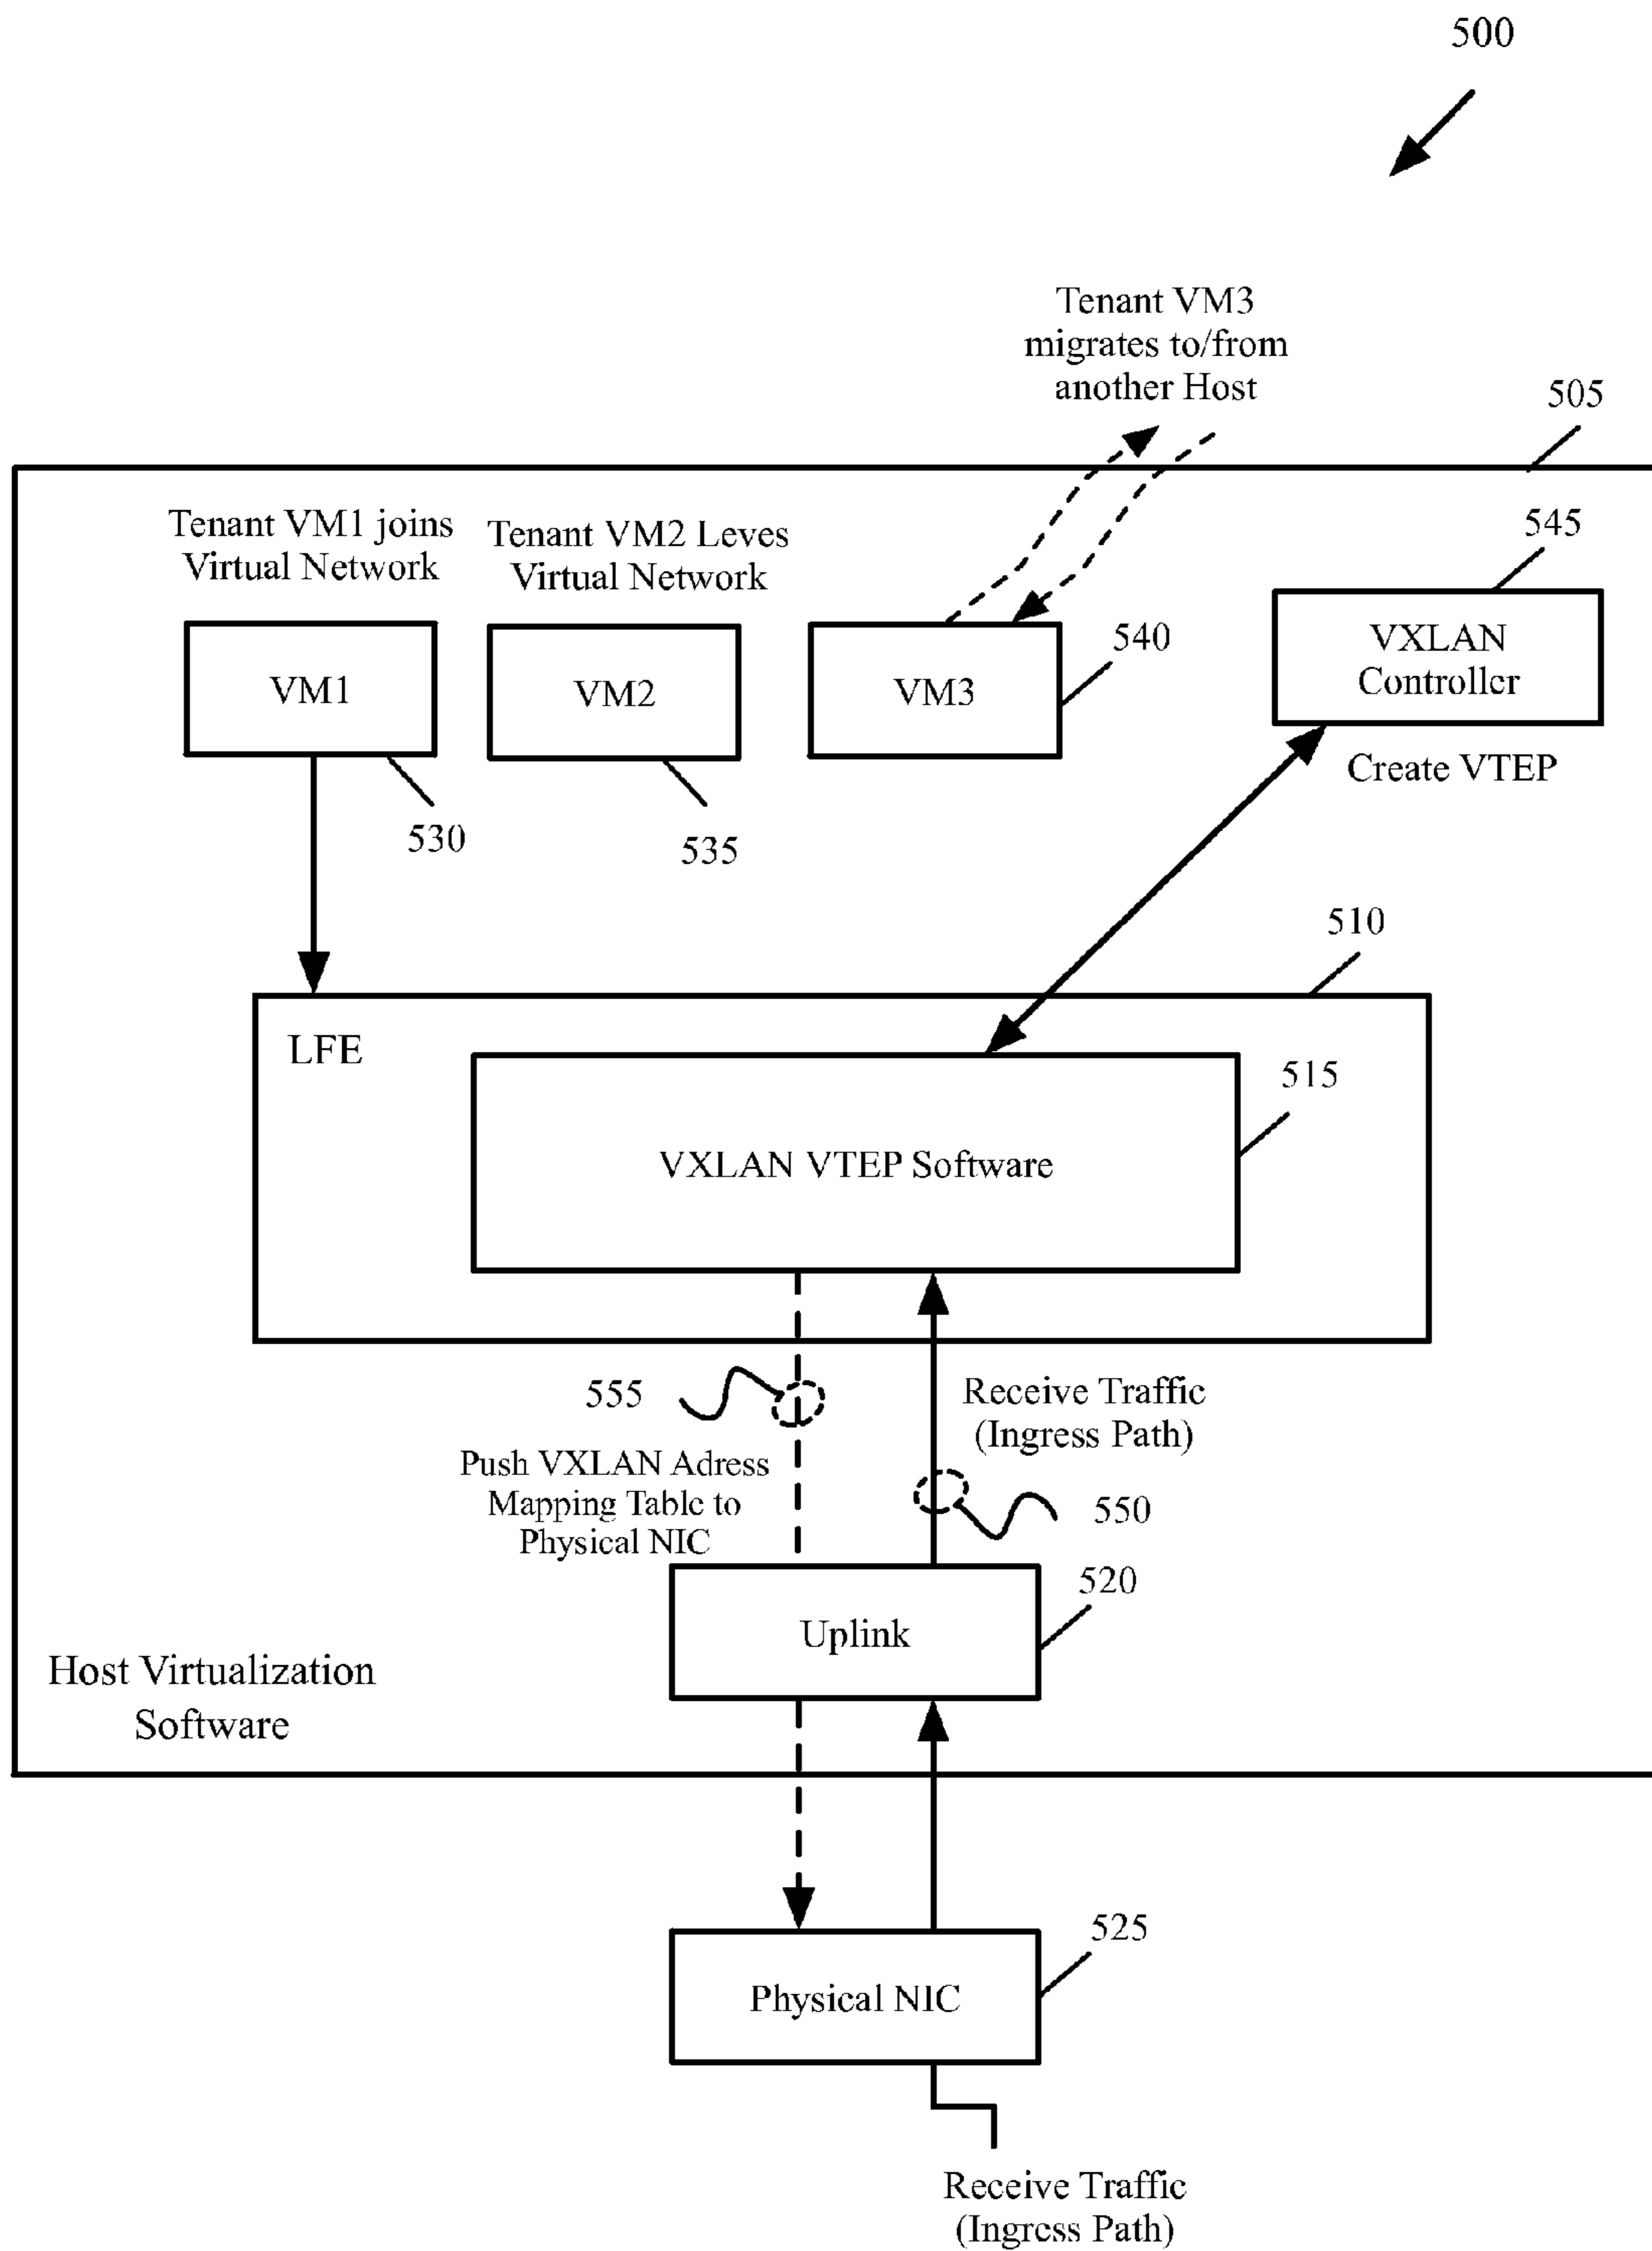 500
Tenant VM3
migrates to/from
another Host
505
Tenant VM1 joins
Virtual Network
Tenant VM2 Leves
Virtual Network
545
VM1
VM2
VM3
540
VXLAN
Controller
Create VTEP
530
535
510
LFE
515
VXLAN VTEP Software
555
Receive Traffic
(Ingress Path)
Push VXLAN Adress
Mapping Table to
Physical NIC
550
520
Uplink
Host Virtualization
Software
525
Physical NIC
Receive Traffic
(Ingress Path)